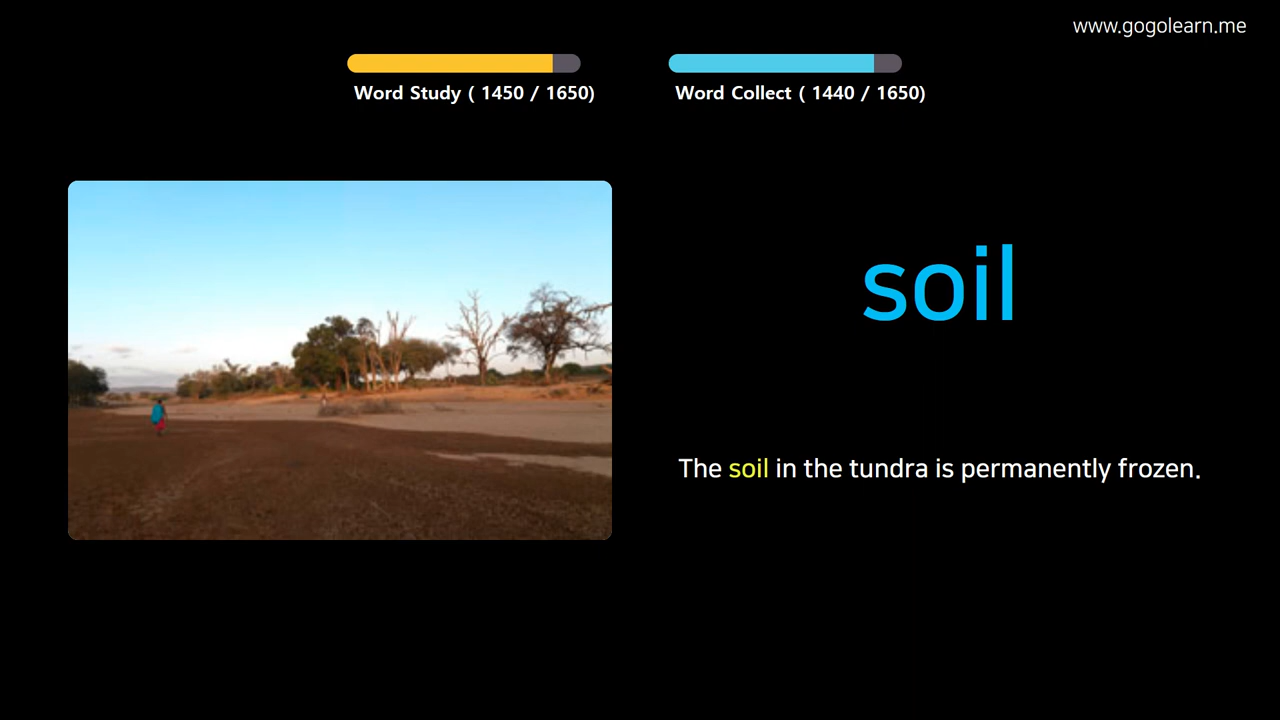 www.gogolearn.me
Word Study ( 1450 / 1650)
Word Collect ( 1440 / 1650)
soil
The soil in the tundra is permanently frozen.